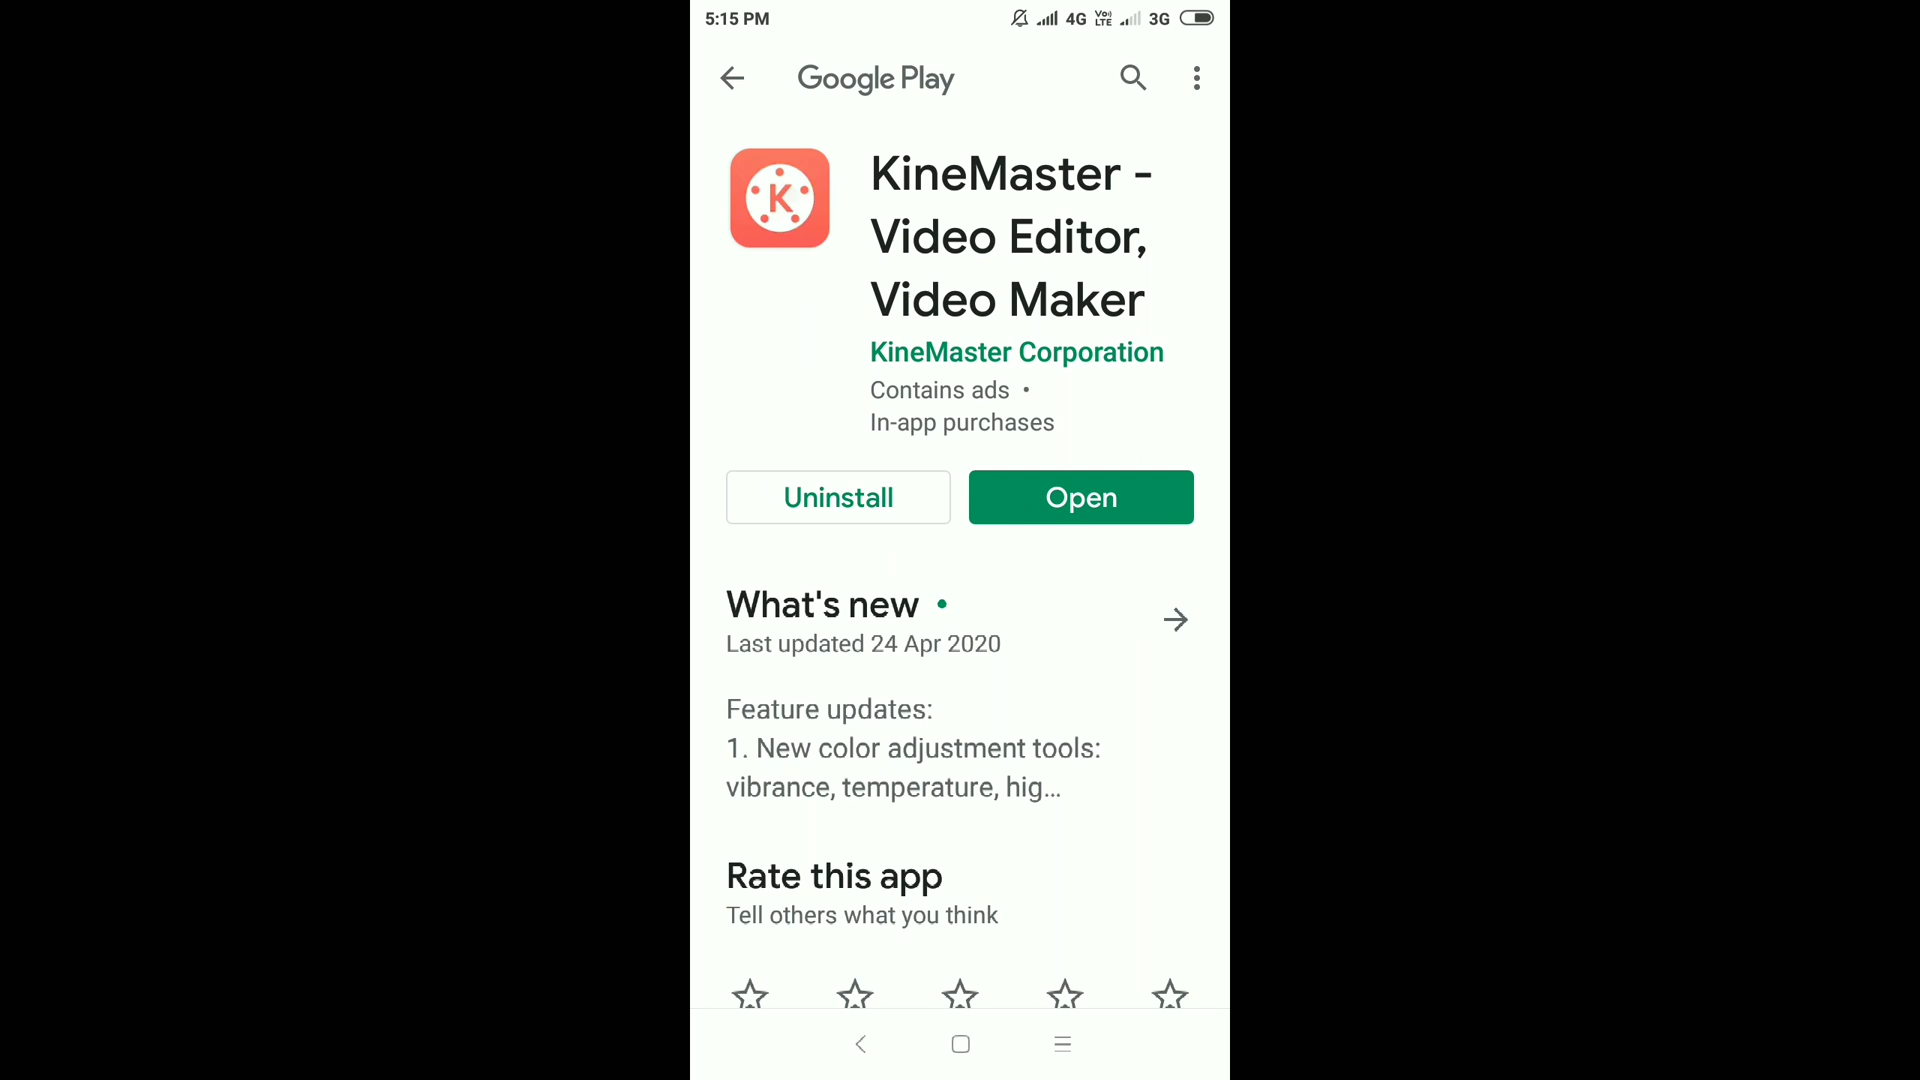 5:15 PM 4G Vo) LTE 3G
Google Play
K
KineMaster -
Video Editor,
Video Maker
KineMaster Corporation
Contains ads •
In-app purchases
Uninstall Open
What's new •
Last updated 24 Apr 2020
Feature updates:
1. New color adjustment tools:
vibrance, temperature, hig...
Rate this app
Tell others what you think